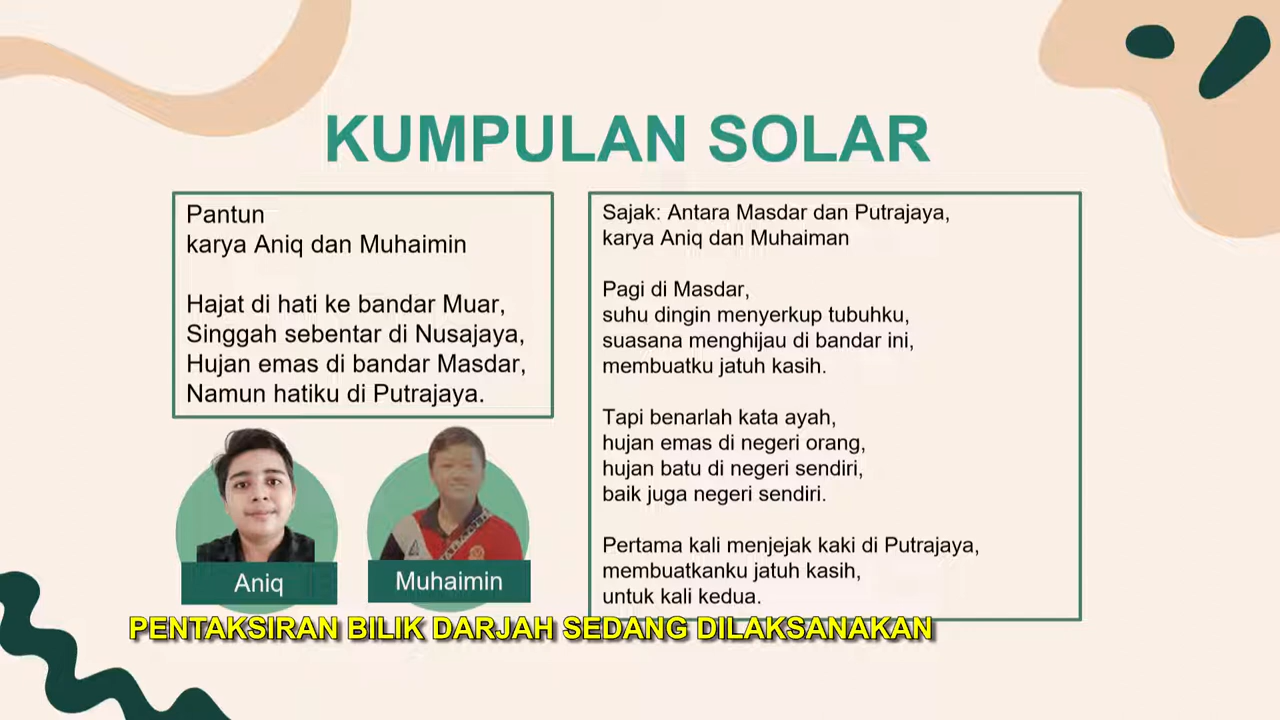 KUMPULAN SOLAR
Pantun
karya Aniq dan Muhaimin
Hajat di hati ke bandar Muar,
Singgah sebentar di Nusajaya,
Hujan emas di bandar Masdar,
Namun hatiku di Putrajaya.
Aniq
Muhaimin
Sajak: Antara Masdar dan Putrajaya,
karya Aniq dan Muhaiman
Pagi di Masdar,
suhu dingin menyerkup tubuhku,
suasana menghijau di bandar ini,
membuatku jatuh kasih.
Tapi benarlah kata ayah,
hujan emas di negeri orang,
hujan batu di negeri sendiri,
baik juga negeri sendiri.
Pertama kali menjejak kaki di Putrajaya,
membuatkanku jatuh kasih,
untuk kali kedua.
PENTAKSIRAN BILIK DARJAH SEDANG DILAKSANAKAN